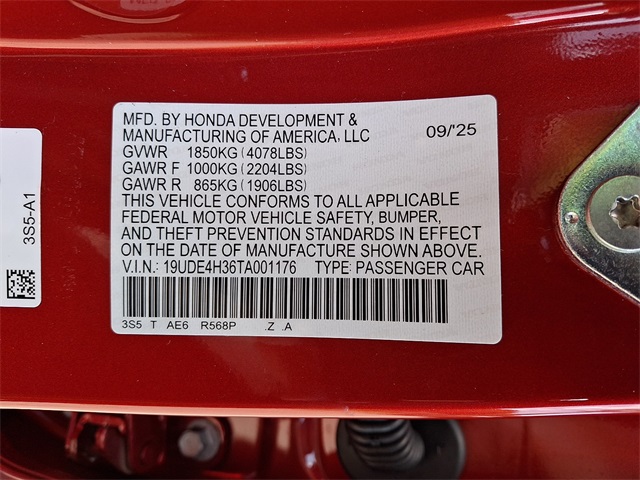 MFD. BY HONDA DEVELOPMENT &
MANUFACTURING OF AMERICA, LLC
09/'25
GVWR 1850KG (4078LBS)
GAWR F 1000KG (2204LBS)
GAWR R 865KG (1906LBS)
THIS VEHICLE CONFORMS TO ALL APPLICABLE
FEDERAL MOTOR VEHICLE SAFETY, BUMPER,
AND THEFT PREVENTION STANDARDS IN EFFECT
ON THE DATE OF MANUFACTURE SHOWN ABOVE.
V.I.N.: 19UDE4H36TA001176 TYPE: PASSENGER CAR
3S5 T AE6 R568P .Z .A
3S5-A1